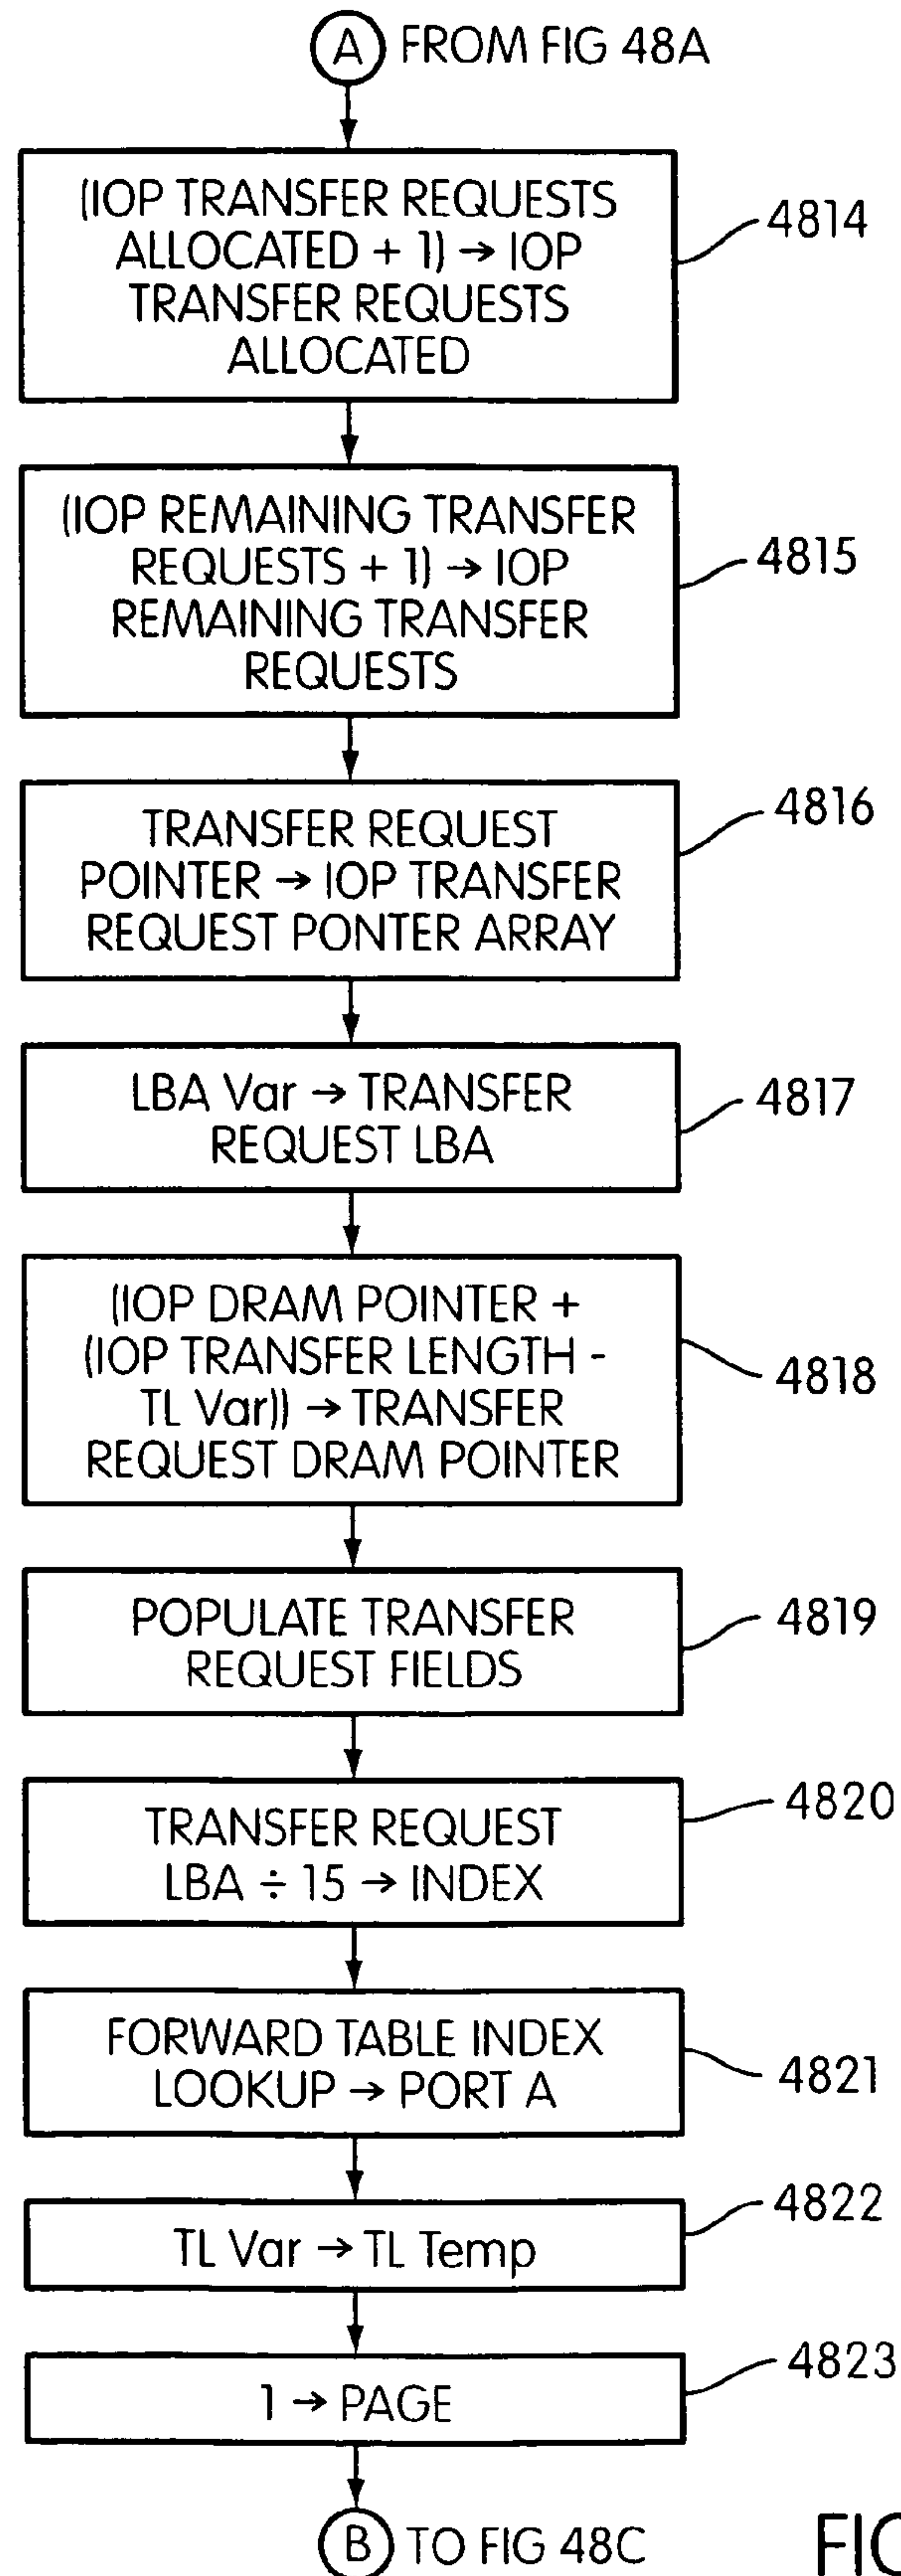 A FROM FIG 48A
(IOP TRANSFER REQUESTS
ALLOCATED + 1) → IOP
TRANSFER REQUESTS
ALLOCATED
4814
(IOP REMAINING TRANSFER
REQUESTS + 1) → IOP
REMAINING TRANSFER
REQUESTS
4815
TRANSFER REQUEST
POINTER → IOP TRANSFER
REQUEST PONTER ARRAY
4816
LBA Var → TRANSFER
REQUEST LBA
4817
(IOP DRAM POINTER +
(IOP TRANSFER LENGTH -
TL Var)) → TRANSFER
REQUEST DRAM POINTER
4818
POPULATE TRANSFER
REQUEST FIELDS
4819
TRANSFER REQUEST
LBA ÷ 15 → INDEX
4820
FORWARD TABLE INDEX
LOOKUP → PORT A
4821
TL Var → TL Temp
4822
1 → PAGE
4823
B TO FIG 48C
FIG